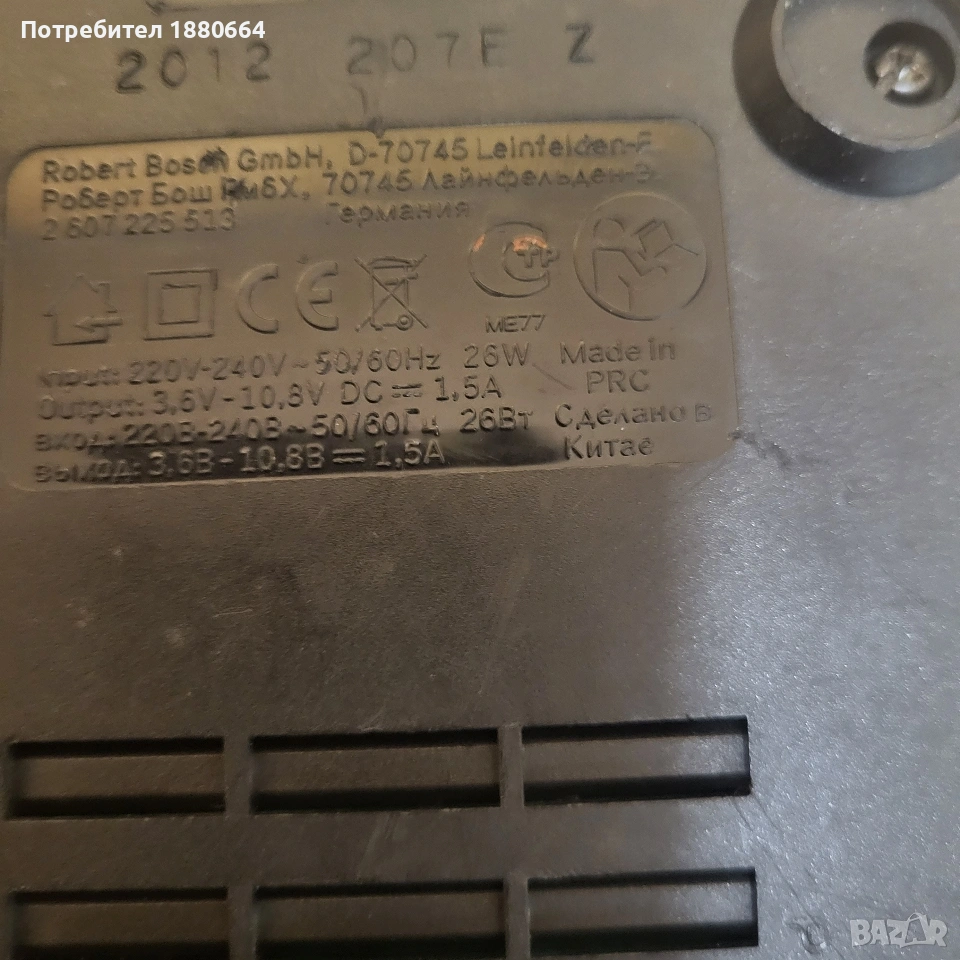 Потребител 1880664
2012 207E Z
Robert Bosch GmbH, D-70745 Leinfelden-E
Роберт Бош ГмбХ, 70745 Лайнфельден-Э
2 607 225 513 Германия
CE
ME77
Input: 220V-240V ~ 50/60Hz 26W Made in
Output: 3,6V - 10,8V DC ⎓ 1,5A PRC
вход: 220В-240В ~ 50/60Гц 26Вт Сделано в
выход: 3.6В - 10,8В ⎓ 1,5А Китае
BAZAR